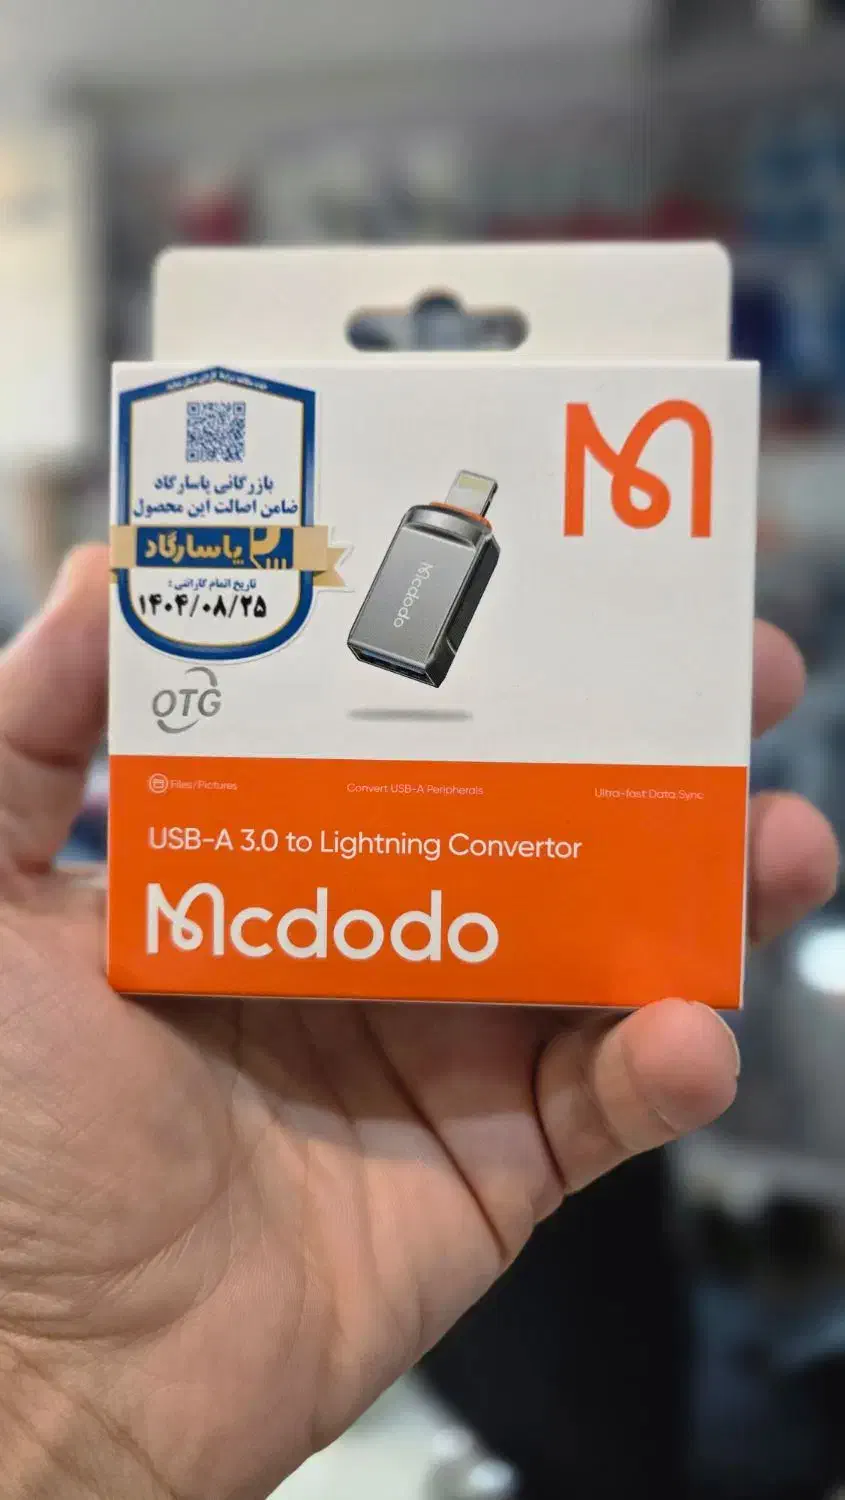 بازرگانی پاسارگاد
ضامن اصالت این محصول
پاسارگاد
تاریخ اتمام گارانتی :
۱۴۰۴/۰۸/۲۵
OTG
Mcdodo
Files/Pictures
Convert USB-A Peripherals
Ultra-fast Data Sync
USB-A 3.0 to Lightning Convertor
Mcdodo